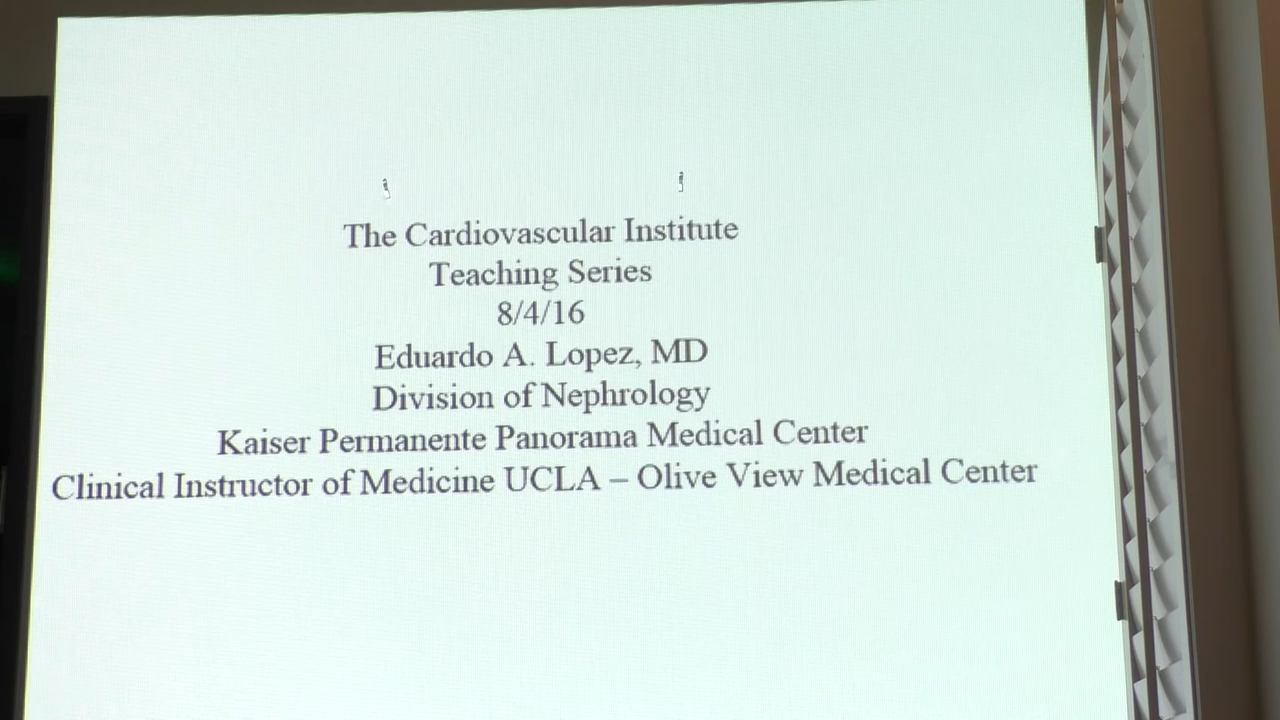 The Cardiovascular Institute
Teaching Series
8/4/16
Eduardo A. Lopez, MD
Division of Nephrology
Kaiser Permanente Panorama Medical Center
Clinical Instructor of Medicine UCLA – Olive View Medical Center